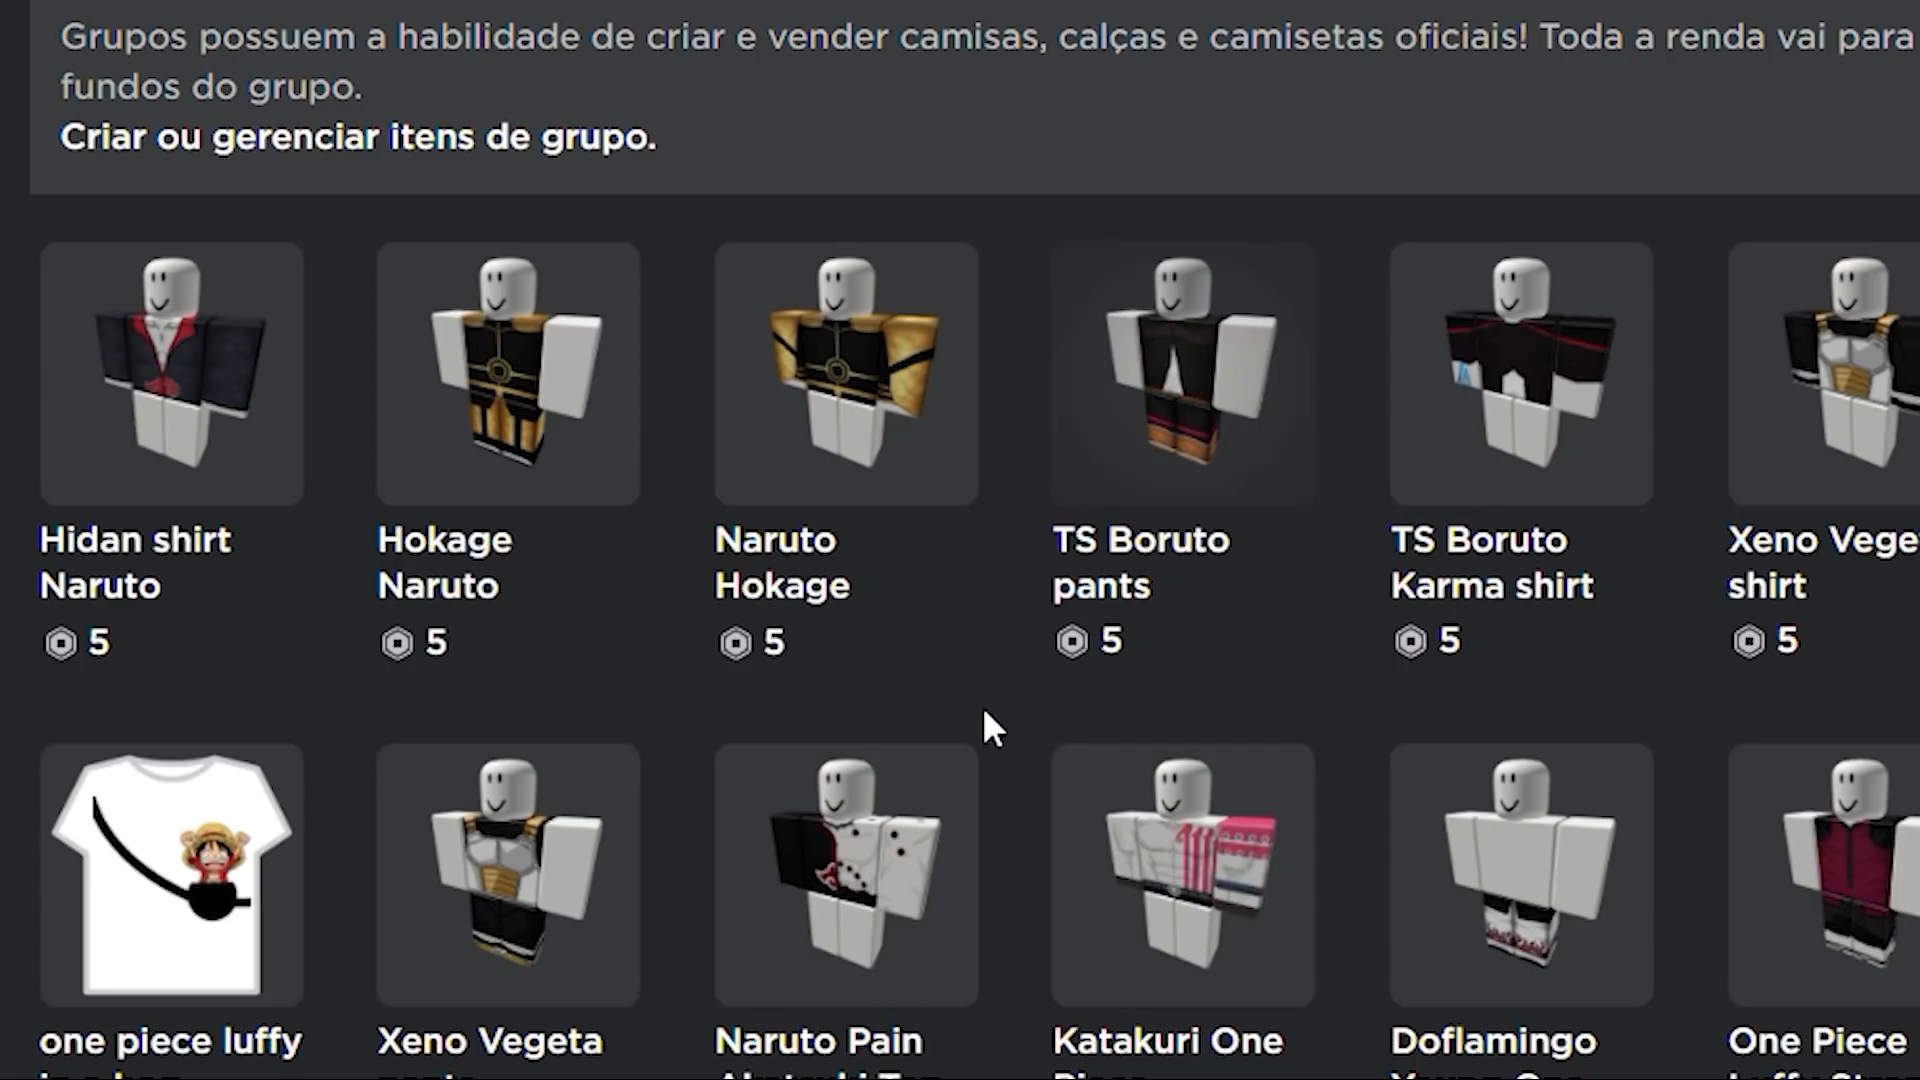 Grupos possuem a habilidade de criar e vender camisas, calças e camisetas oficiais! Toda a renda vai para
fundos do grupo.
Criar ou gerenciar itens de grupo.
Hidan shirt
Naruto
5
Hokage
Naruto
5
Naruto
Hokage
5
TS Boruto
pants
5
TS Boruto
Karma shirt
5
Xeno Vege
shirt
5
one piece luffy
Xeno Vegeta
Naruto Pain
Katakuri One
Doflamingo
One Piece